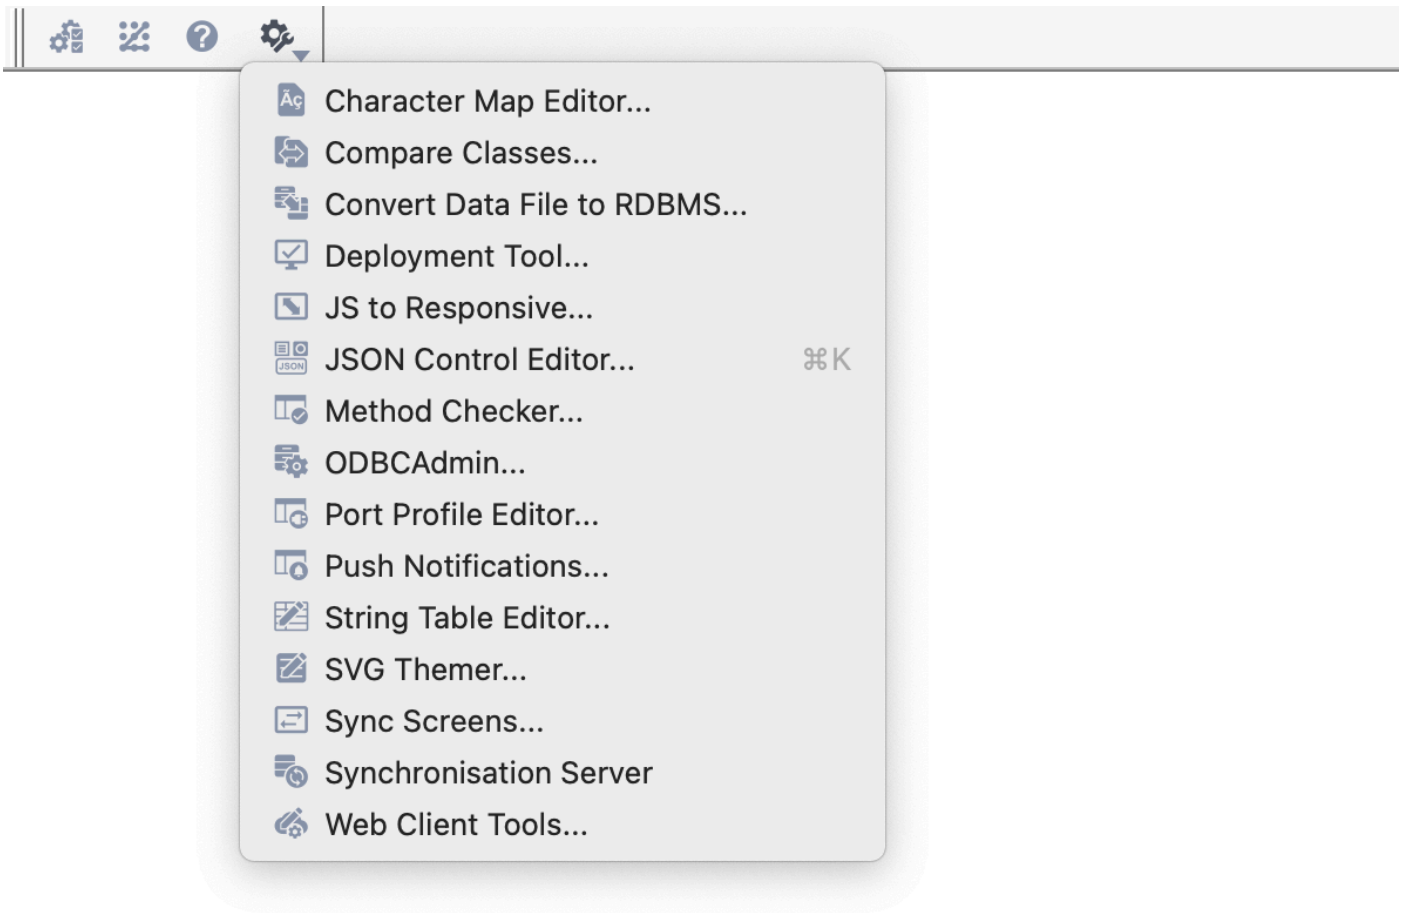 Ãç Character Map Editor...
Compare Classes...
Convert Data File to RDBMS...
Deployment Tool...
JS to Responsive...
JSON JSON Control Editor... ⌘K
Method Checker...
ODBCAdmin...
Port Profile Editor...
Push Notifications...
String Table Editor...
SVG Themer...
Sync Screens...
Synchronisation Server
Web Client Tools...